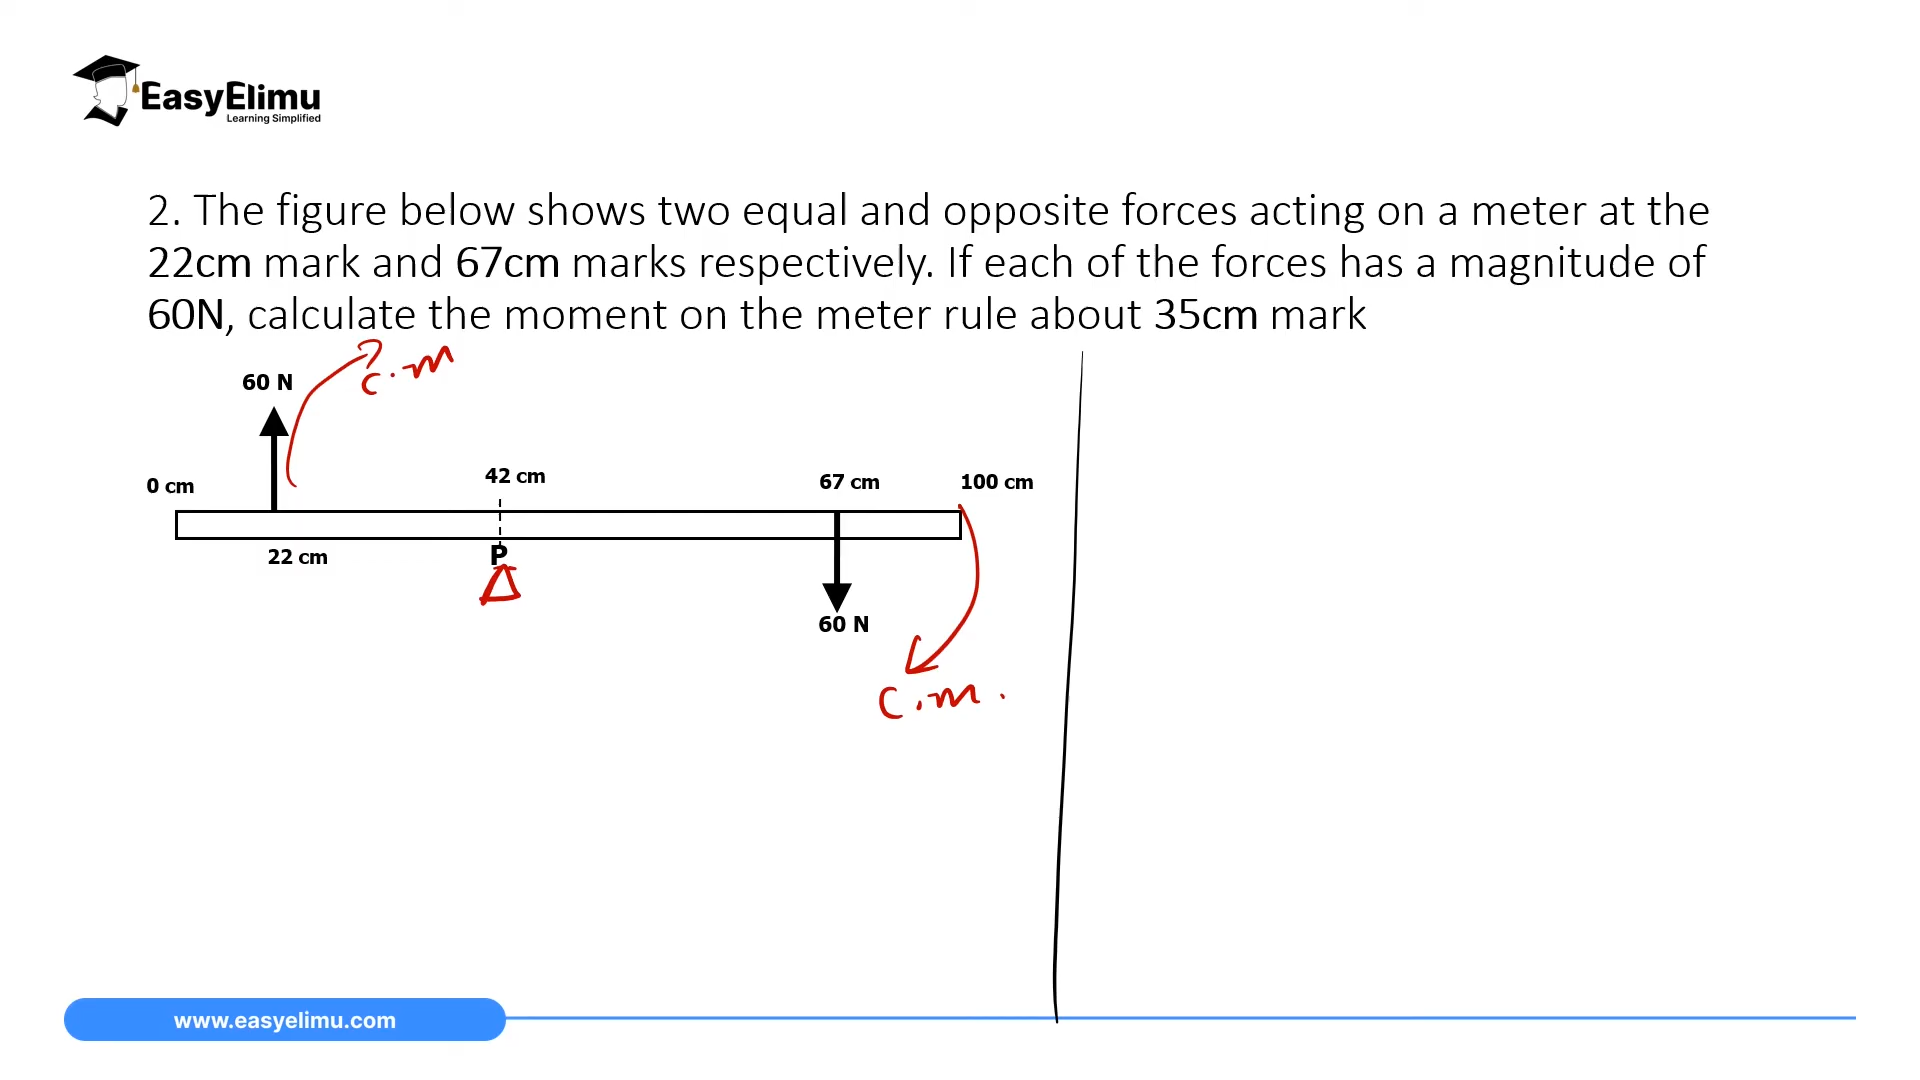 EasyElimu
Learning Simplified
2. The figure below shows two equal and opposite forces acting on a meter at the
22cm mark and 67cm marks respectively. If each of the forces has a magnitude of
60N, calculate the moment on the meter rule about 35cm mark
60 N
c.m
0 cm
42 cm
67 cm
100 cm
22 cm
P
60 N
C.m.
www.easyelimu.com